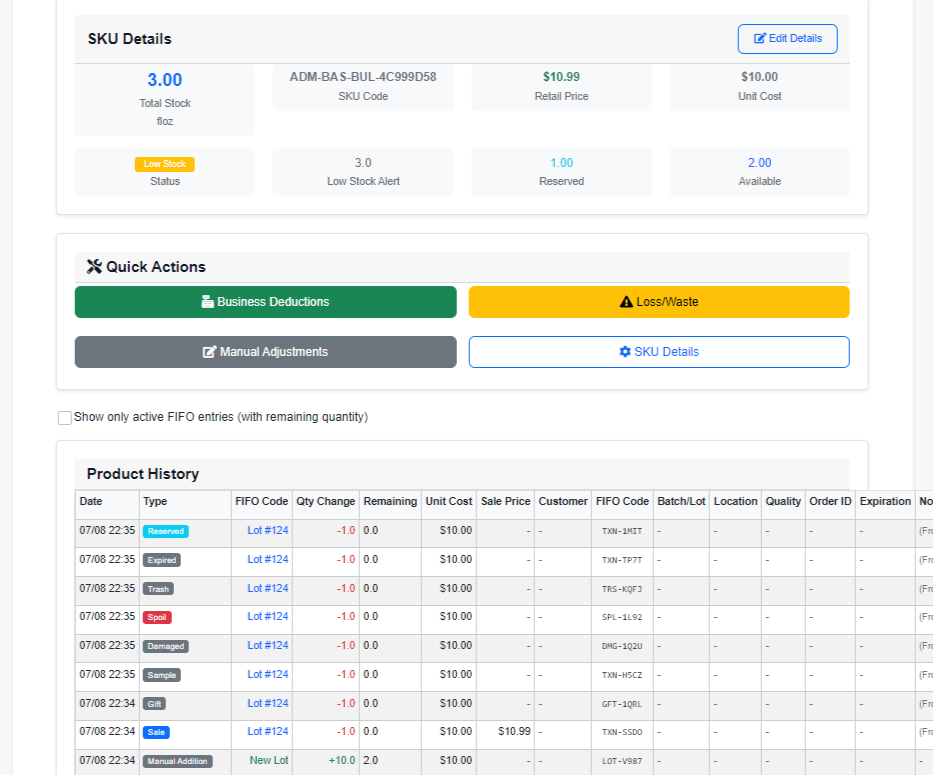 SKU Details
Edit Details
3.00
Total Stock
floz
ADM-BAS-BUL-4C999D58
SKU Code
$10.99
Retail Price
$10.00
Unit Cost
Low Stock
Status
3.0
Low Stock Alert
1.00
Reserved
2.00
Available
Quick Actions
Business Deductions
Loss/Waste
Manual Adjustments
SKU Details
Show only active FIFO entries (with remaining quantity)
Product History
Date Type FIFO Code Qty Change Remaining Unit Cost Sale Price Customer FIFO Code Batch/Lot Location Quality Order ID Expiration No
07/08 22:35 Reserved Lot #124 -1.0 0.0 $10.00 - - TXN-1MIT - - - - - (Fro
07/08 22:35 Expired Lot #124 -1.0 0.0 $10.00 - - TXN-TP7T - - - - - (Fro
07/08 22:35 Trash Lot #124 -1.0 0.0 $10.00 - - TRS-KQFJ - - - - - (Fro
07/08 22:35 Spoil Lot #124 -1.0 0.0 $10.00 - - SPL-1L92 - - - - - (Fro
07/08 22:35 Damaged Lot #124 -1.0 0.0 $10.00 - - DMG-1Q2U - - - - - (Fro
07/08 22:35 Sample Lot #124 -1.0 0.0 $10.00 - - TXN-H5CZ - - - - - (Fro
07/08 22:34 Gift Lot #124 -1.0 0.0 $10.00 - - GFT-1QRL - - - - - (Fro
07/08 22:34 Sale Lot #124 -1.0 0.0 $10.00 $10.99 - TXN-SSDO - - - - - (Fro
07/08 22:34 Manual Addition New Lot +10.0 2.0 $10.00 - - LOT-V987 - - - - - -